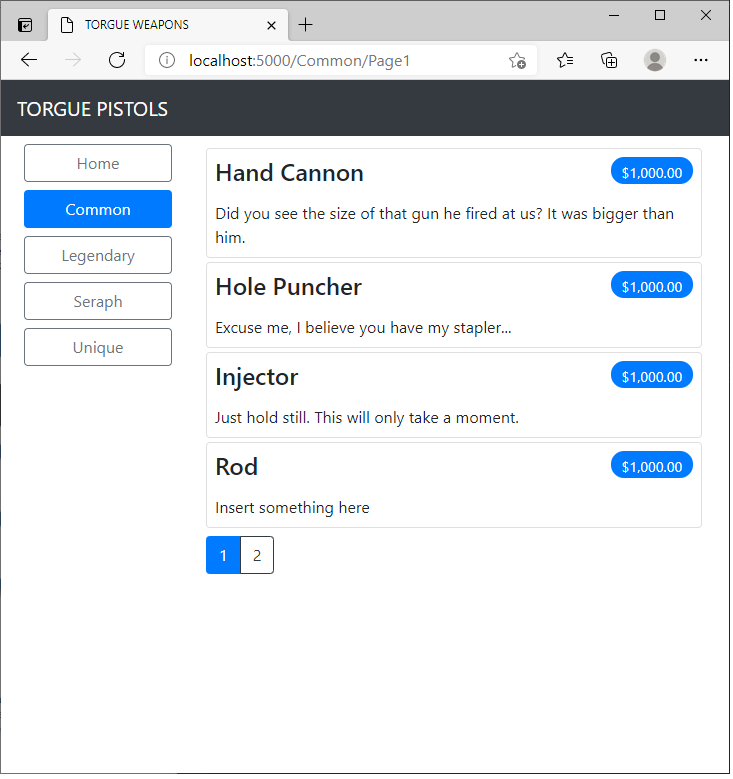 TORGUE WEAPONS
localhost:5000/Common/Page1
TORGUE PISTOLS
Home
Common
Legendary
Seraph
Unique
Hand Cannon
$1,000.00
Did you see the size of that gun he fired at us? It was bigger than
him.
Hole Puncher
$1,000.00
Excuse me, I believe you have my stapler...
Injector
$1,000.00
Just hold still. This will only take a moment.
Rod
$1,000.00
Insert something here
1 2